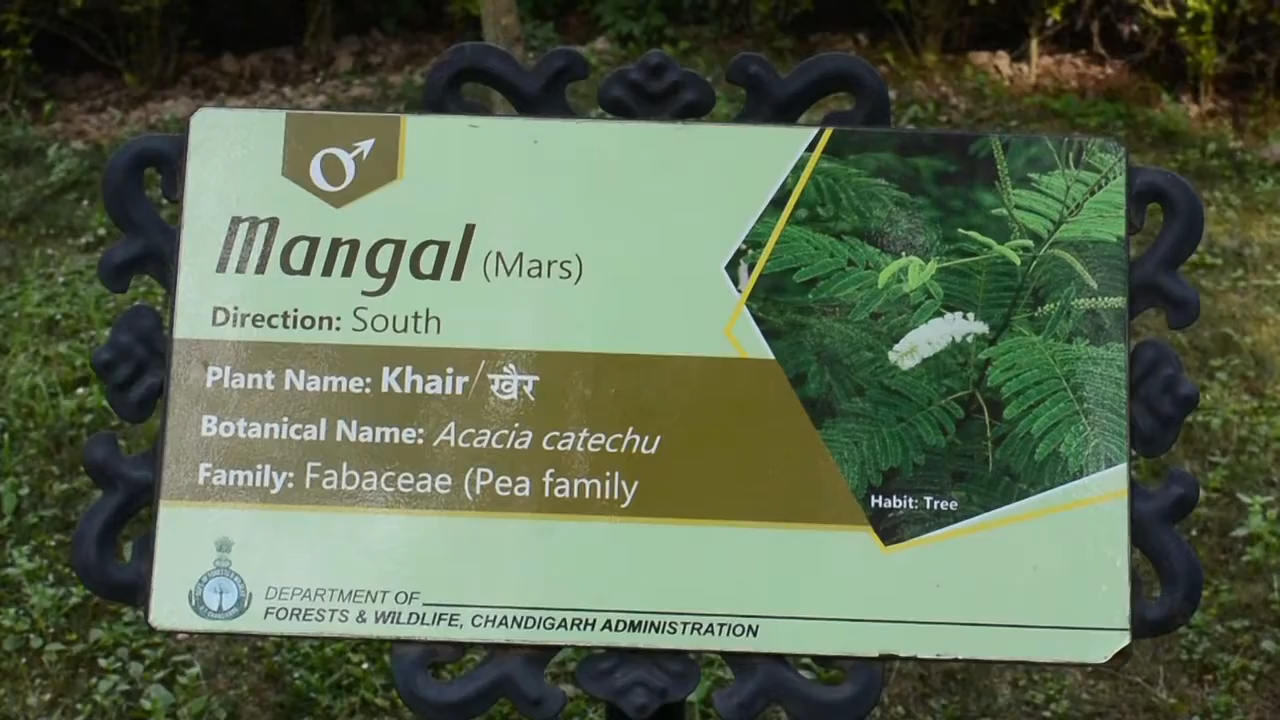 Mangal (Mars)
Direction: South
Plant Name: Khair/खैर
Botanical Name: Acacia catechu
Family: Fabaceae (Pea family
Habit: Tree
DEPARTMENT OF
FORESTS & WILDLIFE, CHANDIGARH ADMINISTRATION